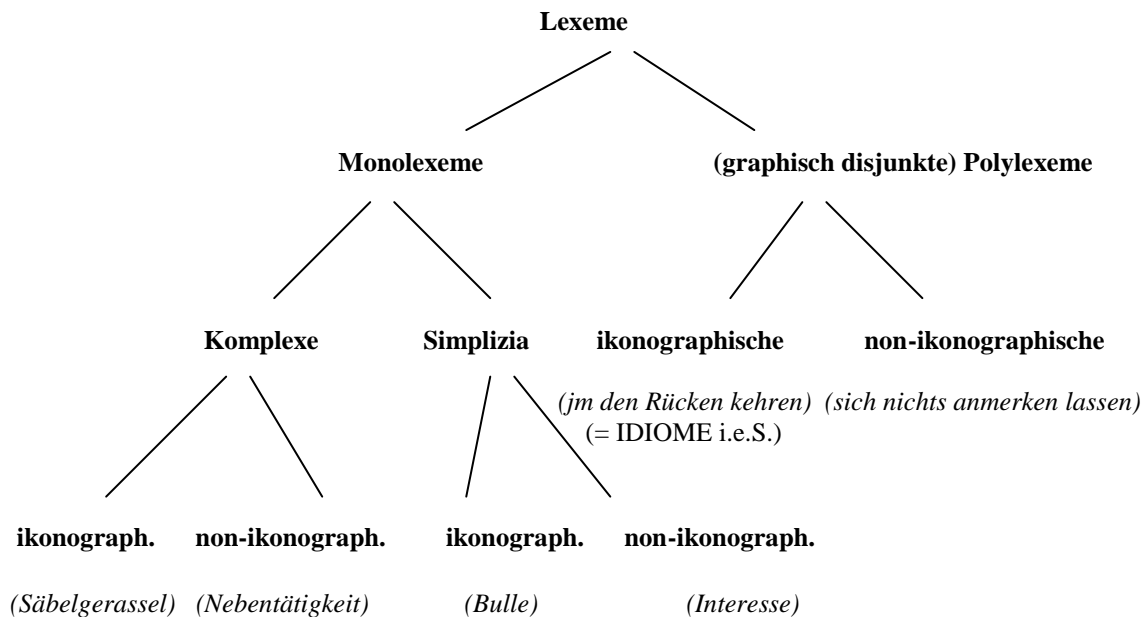 Lexeme
Monolexeme (graphisch disjunkte) Polylexeme
Komplexe Simplizia ikonographische non-ikonographische
(jm den Rücken kehren) (sich nichts anmerken lassen)
(= IDIOME i.e.S.)
ikonograph. non-ikonograph. ikonograph. non-ikonograph.
(Säbelgerassel) (Nebentätigkeit) (Bulle) (Interesse)